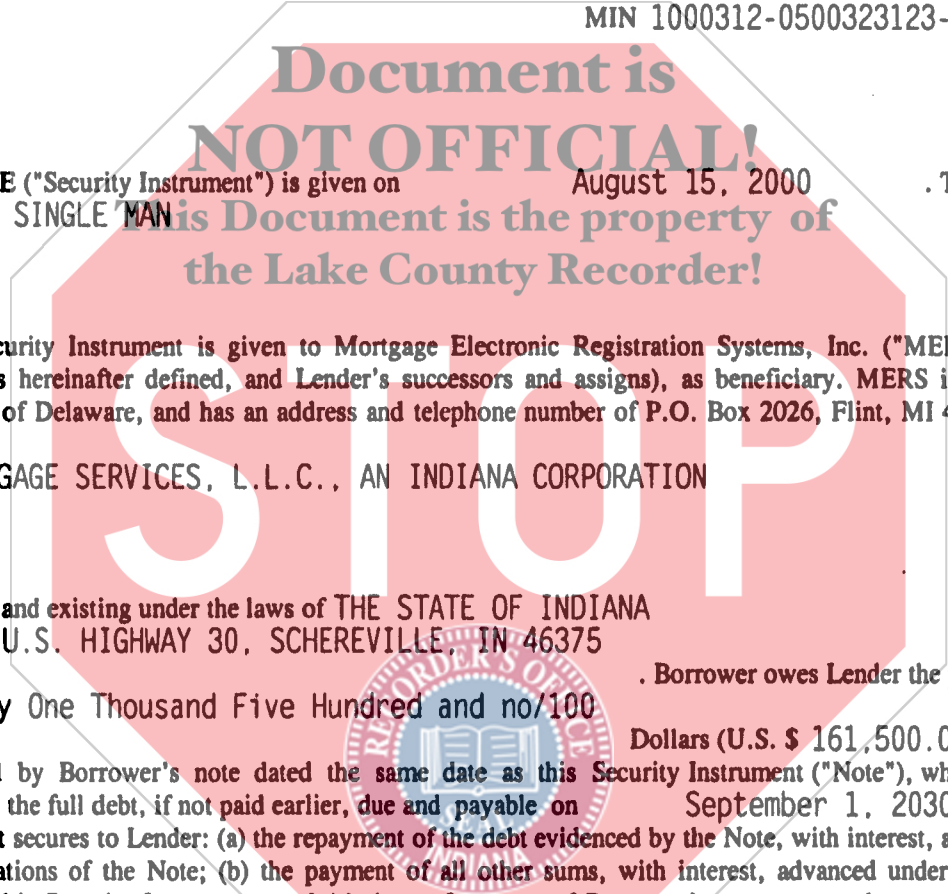 MIN 1000312-0500323123-
Document is
NOT OFFICIAL!
E ("Security Instrument") is given on August 15, 2000 .
SINGLE MAN
This Document is the property of
the Lake County Recorder!
curity Instrument is given to Mortgage Electronic Registration Systems, Inc. ("MER
s hereinafter defined, and Lender's successors and assigns), as beneficiary. MERS i
of Delaware, and has an address and telephone number of P.O. Box 2026, Flint, MI 4
STOP
GAGE SERVICES, L.L.C., AN INDIANA CORPORATION
.
and existing under the laws of THE STATE OF INDIANA
U.S. HIGHWAY 30, SCHEREVILLE, IN 46375
. Borrower owes Lender the
y One Thousand Five Hundred and no/100
Dollars (U.S. $ 161,500.0
d by Borrower's note dated the same date as this Security Instrument ("Note"), wh
the full debt, if not paid earlier, due and payable on September 1, 2030
t secures to Lender: (a) the repayment of the debt evidenced by the Note, with interest, a
ations of the Note; (b) the payment of all other sums, with interest, advanced under
RECORDER'S OFFICE
SEAL
INDIANA